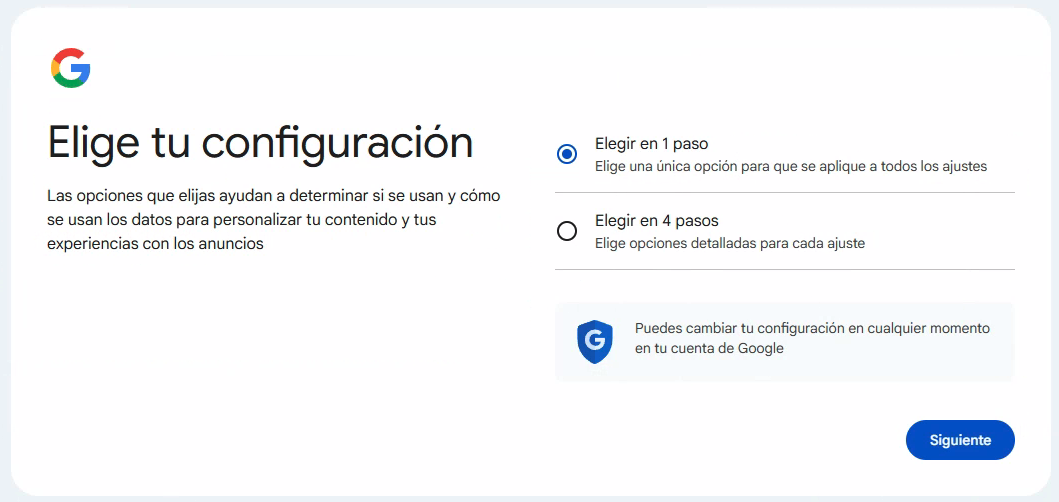 Elige tu configuración
Las opciones que elijas ayudan a determinar si se usan y cómo
se usan los datos para personalizar tu contenido y tus
experiencias con los anuncios
Elegir en 1 paso
Elige una única opción para que se aplique a todos los ajustes
Elegir en 4 pasos
Elige opciones detalladas para cada ajuste
Puedes cambiar tu configuración en cualquier momento
en tu cuenta de Google
Siguiente